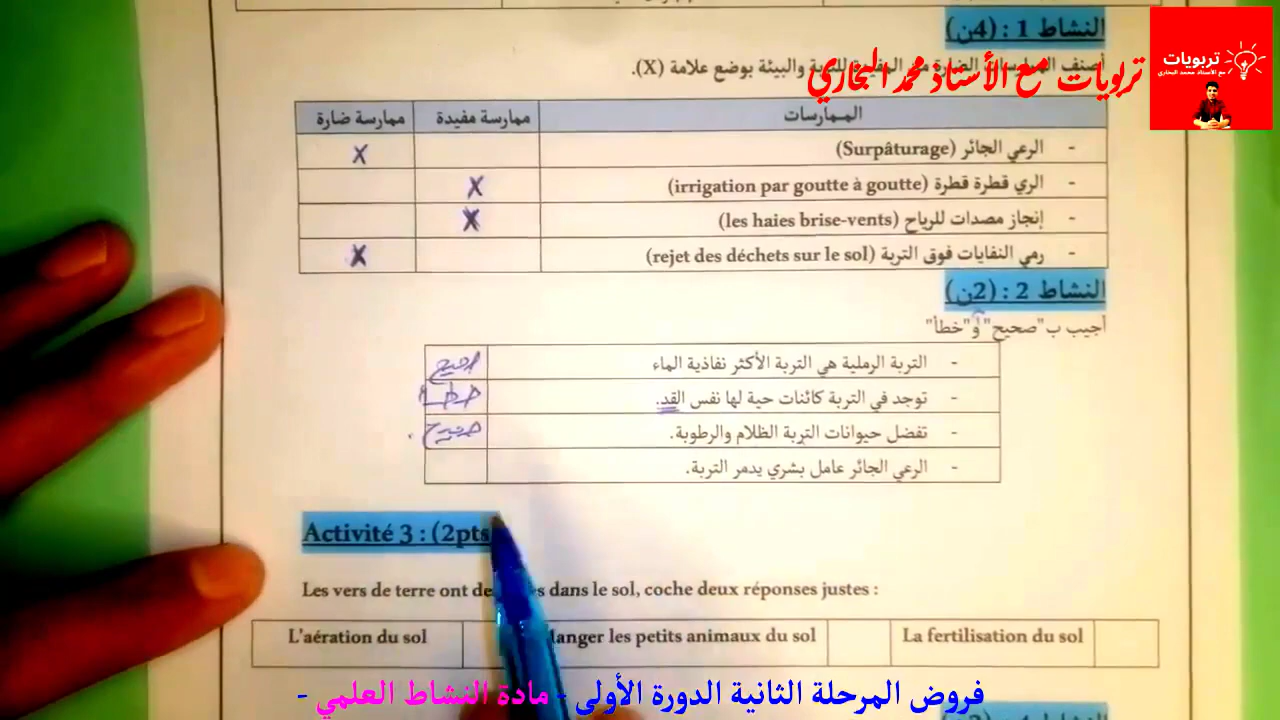 النشاط 1 : (4ن)
أصنف الممارسات الضارة من المفيدة للتربة والبيئة بوضع علامة (X).
تربويات مع الأستاذ محمد البخاري
تربويات
مع الاستاذ محمد البخاري
الممارسات ممارسة مفيدة ممارسة ضارة
- الرعي الجائر (Surpâturage) X
- الري قطرة قطرة (irrigation par goutte à goutte) X
- إنجاز مصدات للرياح (les haies brise-vents) X
- رمي النفايات فوق التربة (rejet des déchets sur le sol) X
النشاط 2 : (2ن)
أجيب ب "صحيح" أو "خطأ"
- التربة الرملية هي التربة الأكثر نفاذية الماء صحيح
- توجد في التربة كائنات حية لها نفس القد. خطأ
- تفضل حيوانات التربة الظلام والرطوبة. صحيح
- الرعي الجائر عامل بشري يدمر التربة.
Activité 3 : (2pts
Les vers de terre ont dans le sol, coche deux réponses justes :
L'aération du sol les petits animaux du sol La fertilisation du sol
فروض المرحلة الثانية الدورة الأولى - مادة النشاط العلمي -